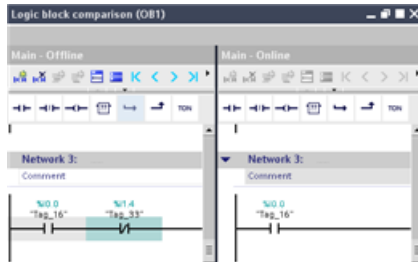 Logic block comparison (OB1)
Main - Offline
Main - Online
TON
TON
Network 3:
Comment
Network 3:
Comment
%I0.0
%I1.4
"Tag_16"
"Tag_33"
%I0.0
"Tag_16"